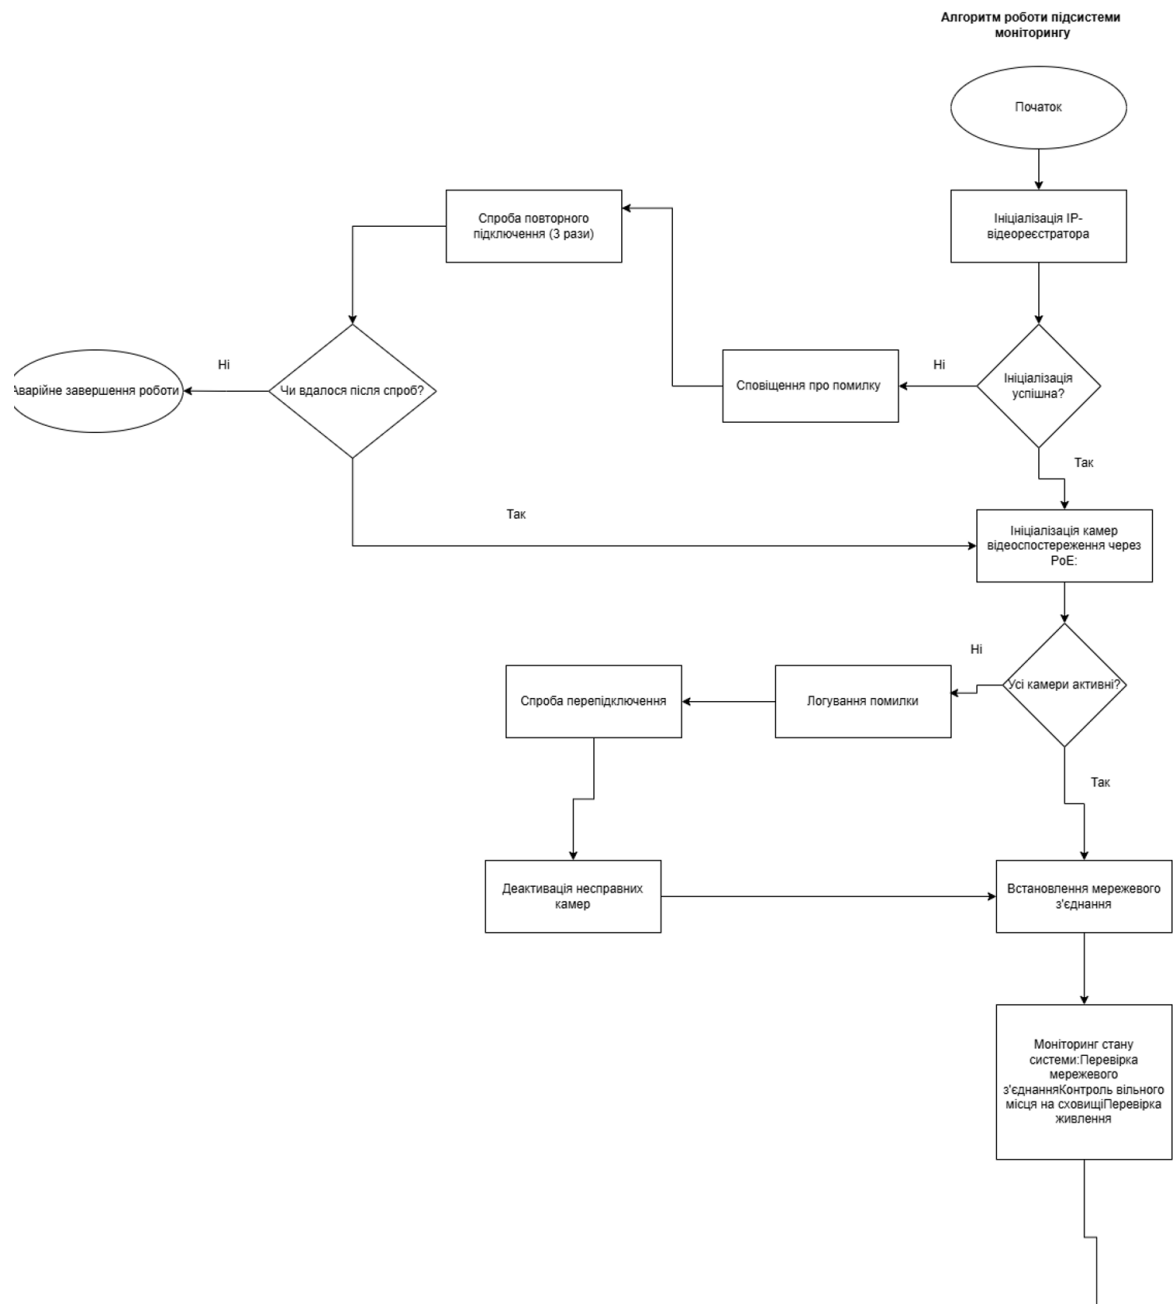 Алгоритм роботи підсистеми
моніторингу
Початок
Ініціалізація IP-
відеореєстратора
Спроба повторного
підключення (3 рази)
Ініціалізація
успішна?
Ні
Сповіщення про помилку
Чи вдалося після спроб?
Ні
Аварійне завершення роботи
Так
Так
Ініціалізація камер
відеоспостереження через
PoE:
Усі камери активні?
Ні
Логування помилки
Спроба перепідключення
Так
Деактивація несправних
камер
Встановлення мережевого
з'єднання
Моніторинг стану
системи:Перевірка
мережевого
з'єднанняКонтроль вільного
місця на сховищіПеревірка
живлення